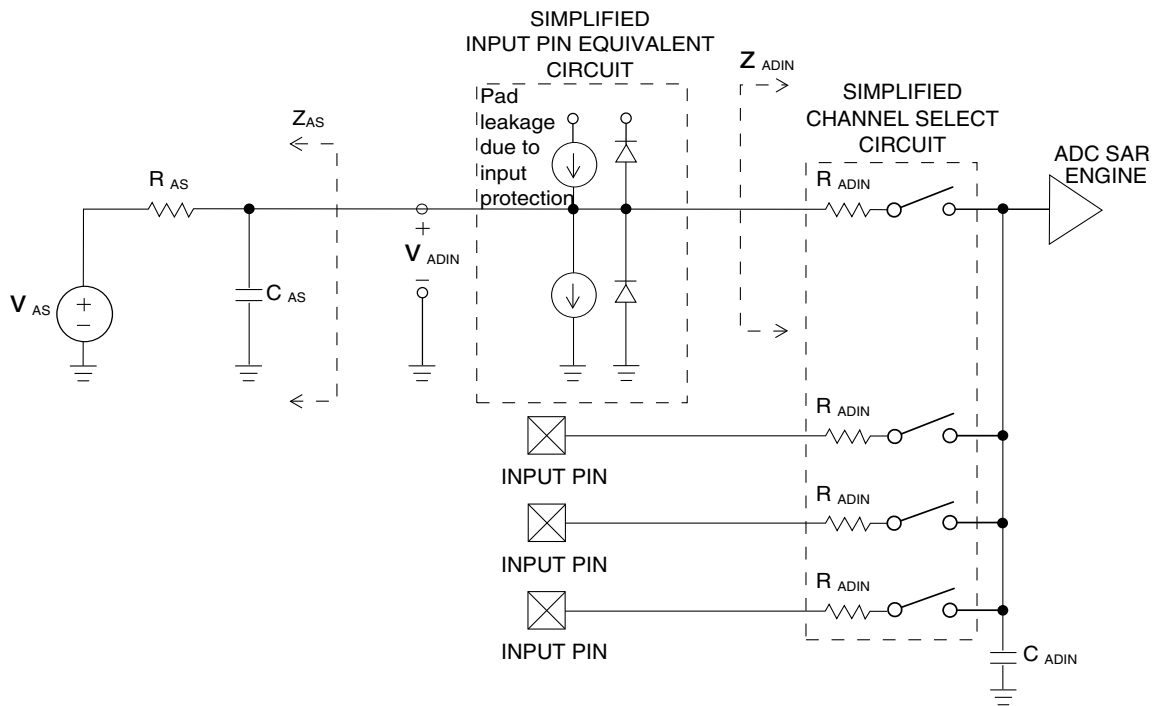 SIMPLIFIED
INPUT PIN EQUIVALENT
CIRCUIT
Pad
leakage
due to
input
protection
Z ADIN
SIMPLIFIED
CHANNEL SELECT
CIRCUIT
ADC SAR
ENGINE
Z AS
R AS
R ADIN
+
V ADIN
–
C AS
V AS
+
–
R ADIN
INPUT PIN
R ADIN
INPUT PIN
R ADIN
INPUT PIN
C ADIN